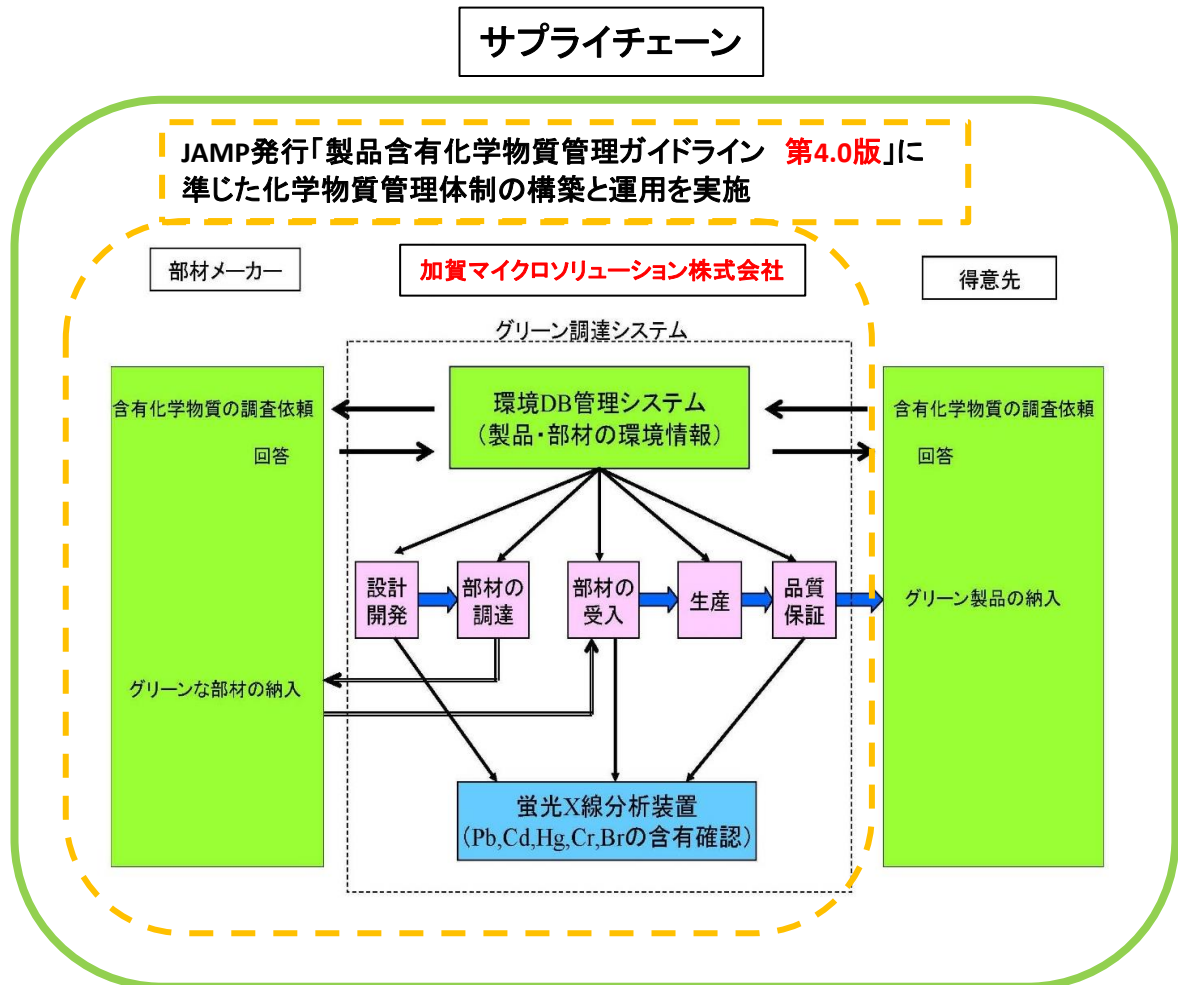 サプライチェーン
JAMP発行「製品含有化学物質管理ガイドライン 第4.0版」に
準じた化学物質管理体制の構築と運用を実施
部材メーカー
加賀マイクロソリューション株式会社
得意先
グリーン調達システム
含有化学物質の調査依頼
回答
環境DB管理システム
（製品・部材の環境情報）
含有化学物質の調査依頼
回答
設計
開発
部材の
調達
部材の
受入
生産
品質
保証
グリーン製品の納入
グリーンな部材の納入
蛍光X線分析装置
（Pb,Cd,Hg,Cr,Brの含有確認）